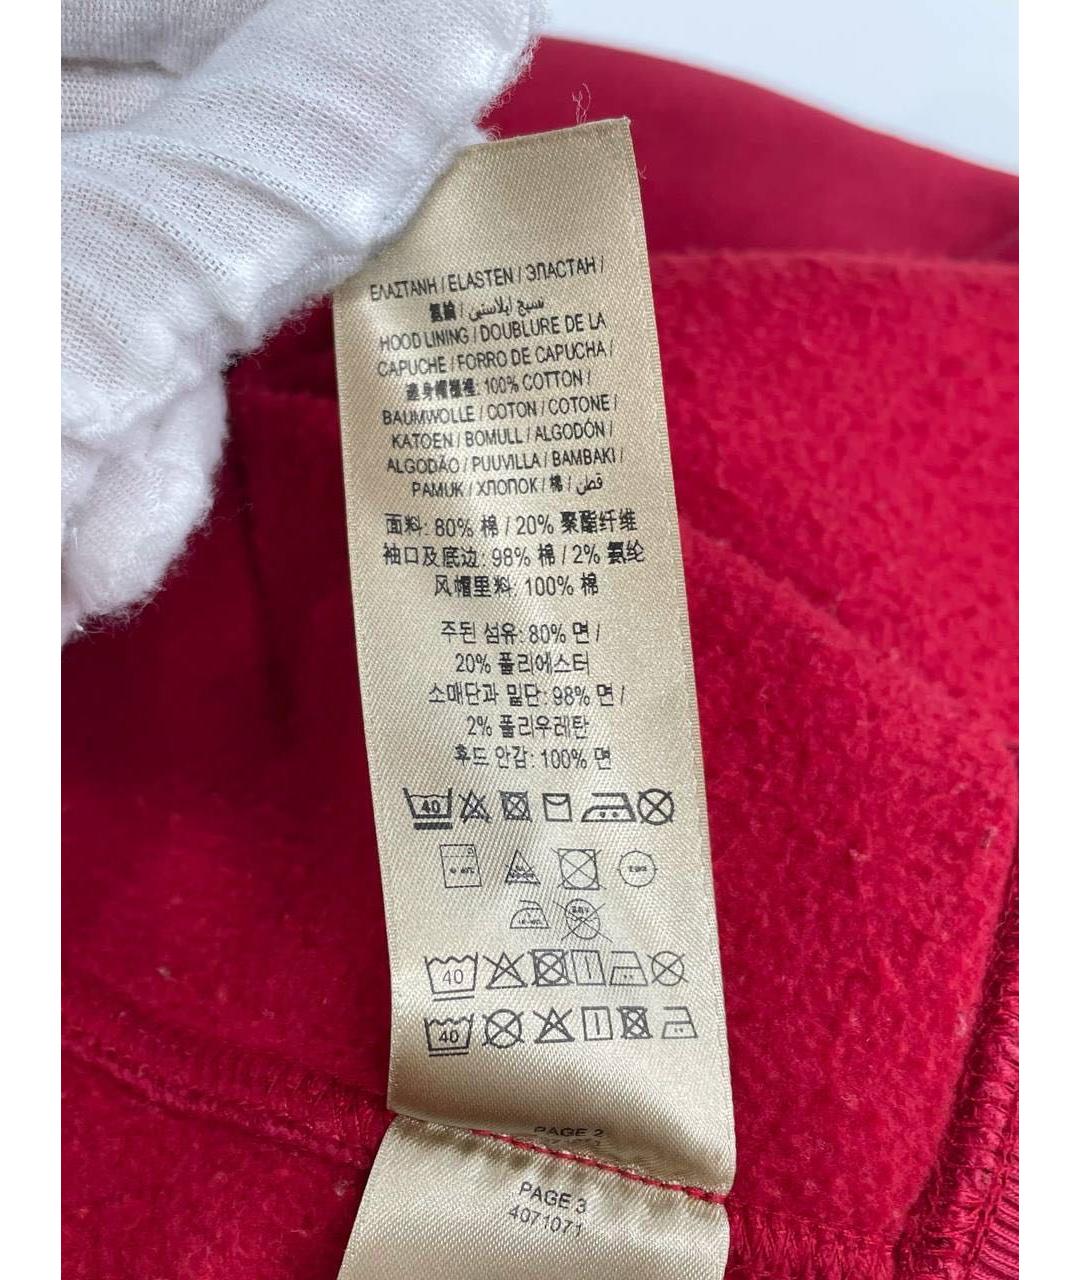 ΕΛΑΣΤΑΝΗ / ELASTEN / ЭЛАСТАН /
氨綸 / نسيج إيلاستي
HOOD LINING / DOUBLURE DE LA
CAPUCHE / FORRO DE CAPUCHA /
連身帽襯裡: 100% COTTON /
BAUMWOLLE / COTON / COTONE /
KATOEN / BOMULL / ALGODÓN /
ALGODÃO / PUUVILLA / ΒΑΜΒΑΚΙ /
PAMUK / ХЛОПОК / 棉 / قطن
面料: 80% 棉 / 20% 聚酯纤维
袖口及底边: 98% 棉 / 2% 氨纶
风帽里料: 100% 棉
주된 섬유: 80% 면 /
20% 폴리에스터
소매단과 밑단: 98% 면 /
2% 폴리우레탄
후드 안감: 100% 면
40
40
40
PAGE 2
PAGE 3
4071071